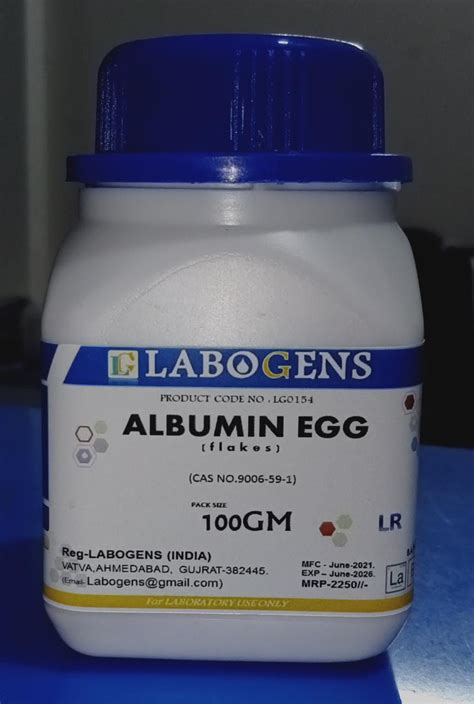 LABOGENS
PRODUCT CODE NO : LG0154
ALBUMIN EGG
(flakes)
(CAS NO.9006-59-1)
PACK SIZE
100GM
LR
Reg-LABOGENS (INDIA)
VATVA,AHMEDABAD, GUJRAT-382445.
(Email- Labogens@gmail.com)
MFC - June-2021.
EXP – June-2026.
MRP-2250//-
La
For LABORATORY USE ONLY